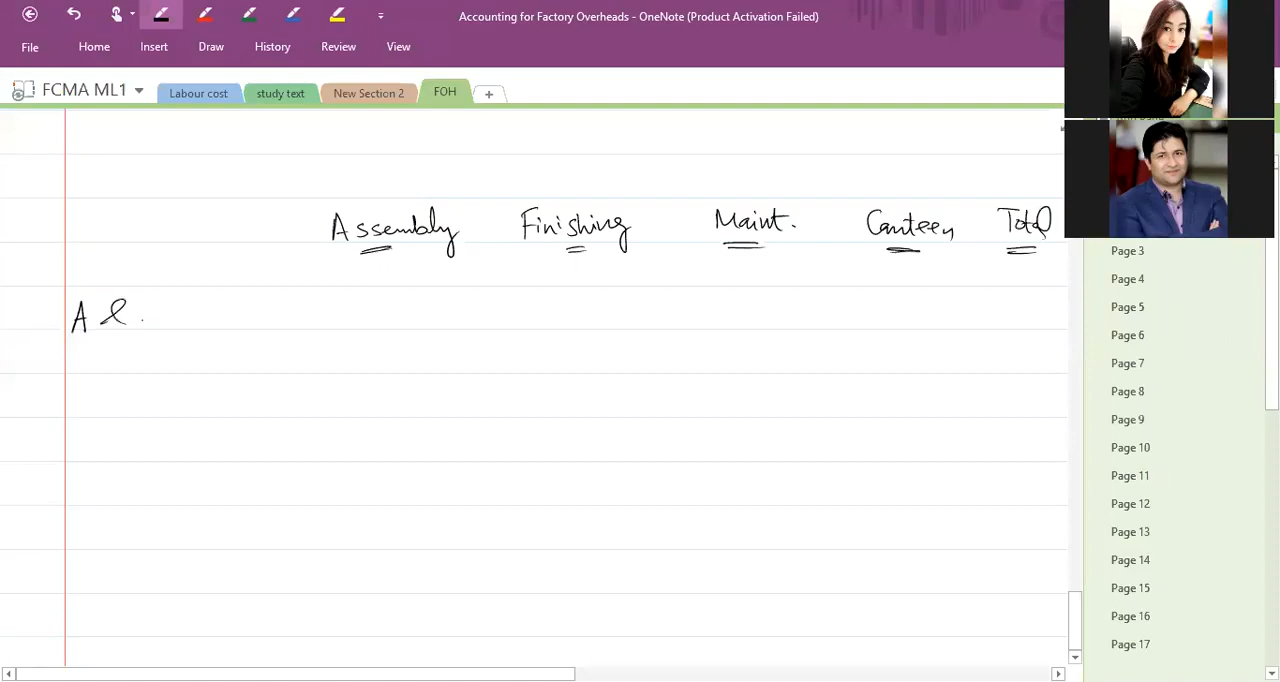 Accounting for Factory Overheads - OneNote (Product Activation Failed)
File Home Insert Draw History Review View
FCMA ML1 Labour cost study text New Section 2 FOH +
Assembly Finishing Maint. Canteen Total
Page 3
Al
Page 4
Page 5
Page 6
Page 7
Page 8
Page 9
Page 10
Page 11
Page 12
Page 13
Page 14
Page 15
Page 16
Page 17